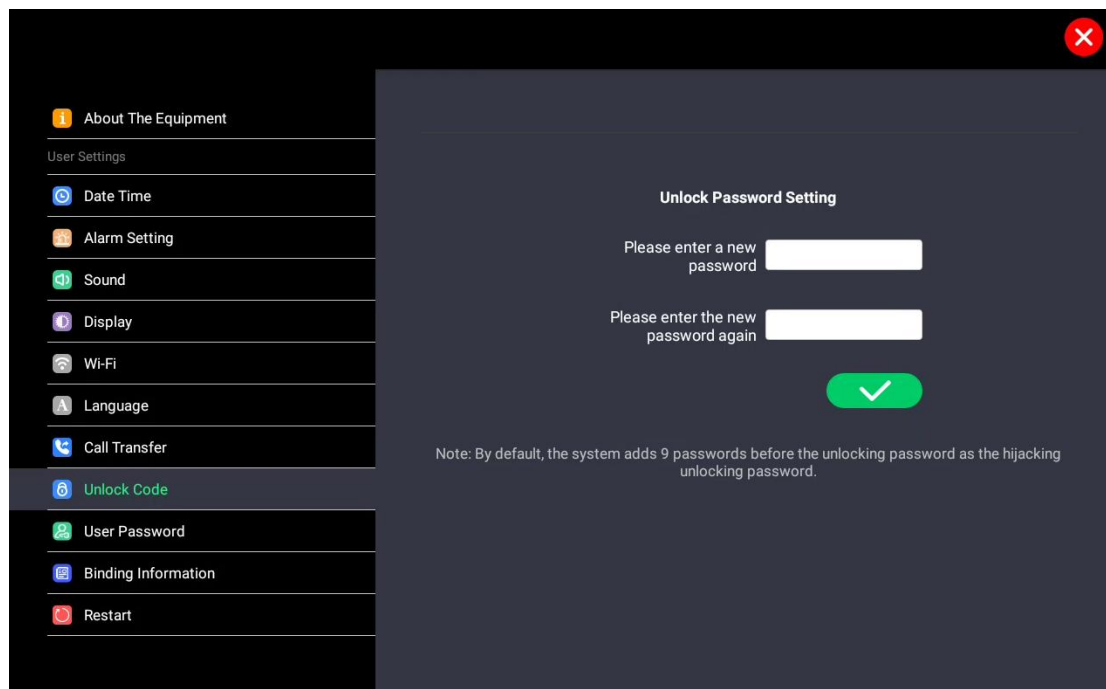 About The Equipment
User Settings
Date Time
Alarm Setting
Sound
Display
Wi-Fi
Language
Call Transfer
Unlock Code
User Password
Binding Information
Restart
Unlock Password Setting
Please enter a new
password
Please enter the new
password again
Note: By default, the system adds 9 passwords before the unlocking password as the hijacking
unlocking password.